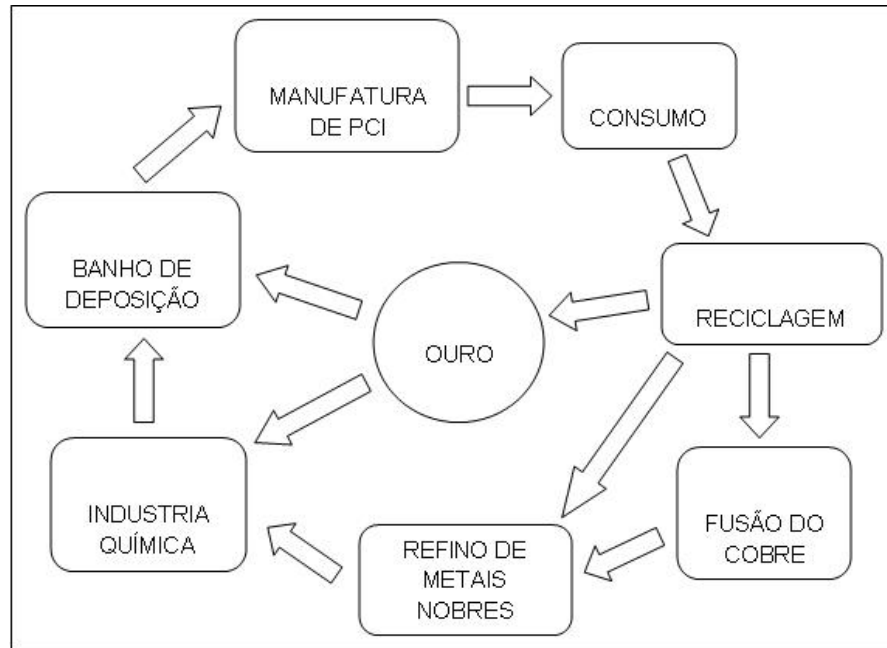 MANUFATURA
DE PCI
CONSUMO
BANHO DE
DEPOSIÇÃO
RECICLAGEM
OURO
INDUSTRIA
QUÍMICA
REFINO DE
METAIS
NOBRES
FUSÃO DO
COBRE